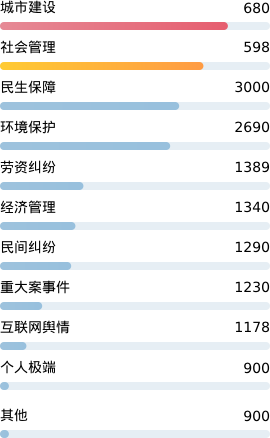 城市建设 680
社会管理 598
民生保障 3000
环境保护 2690
劳资纠纷 1389
经济管理 1340
民间纠纷 1290
重大案事件 1230
互联网舆情 1178
个人极端 900
其他 900